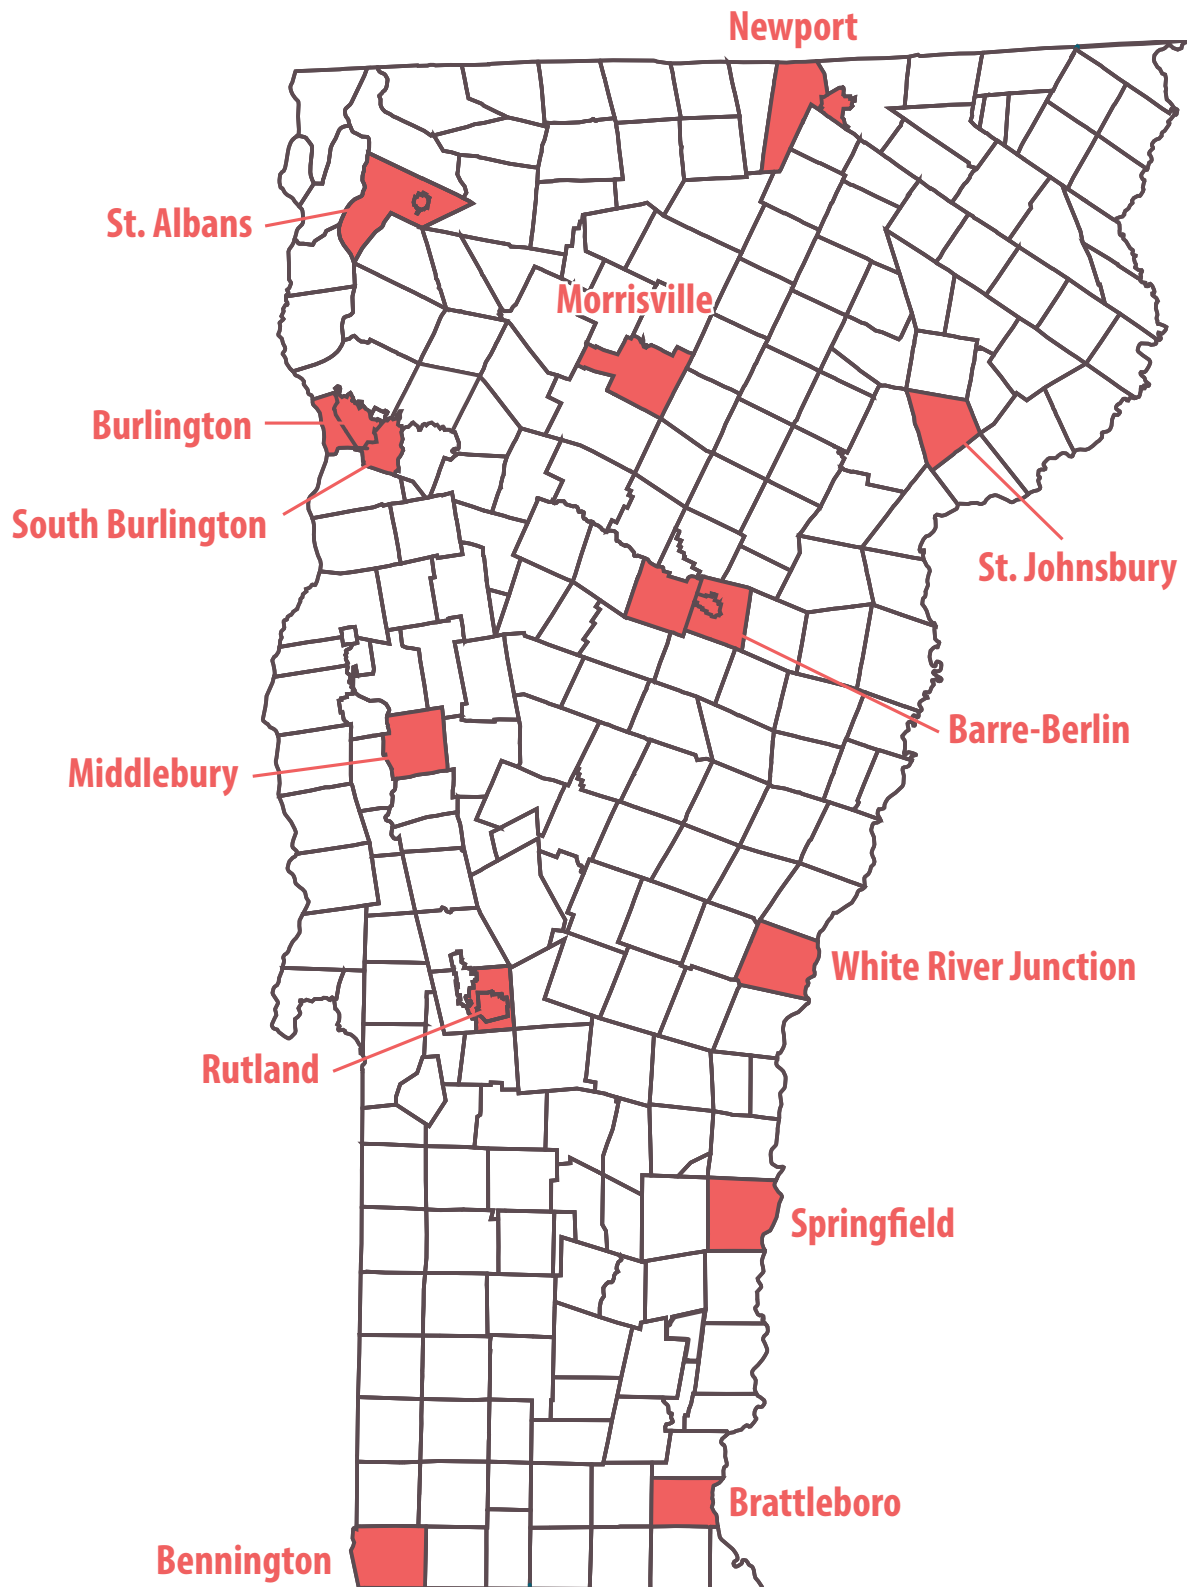 Newport
St. Albans
Morrisville
Burlington
South Burlington
St. Johnsbury
Barre-Berlin
Middlebury
White River Junction
Rutland
Springfield
Brattleboro
Bennington